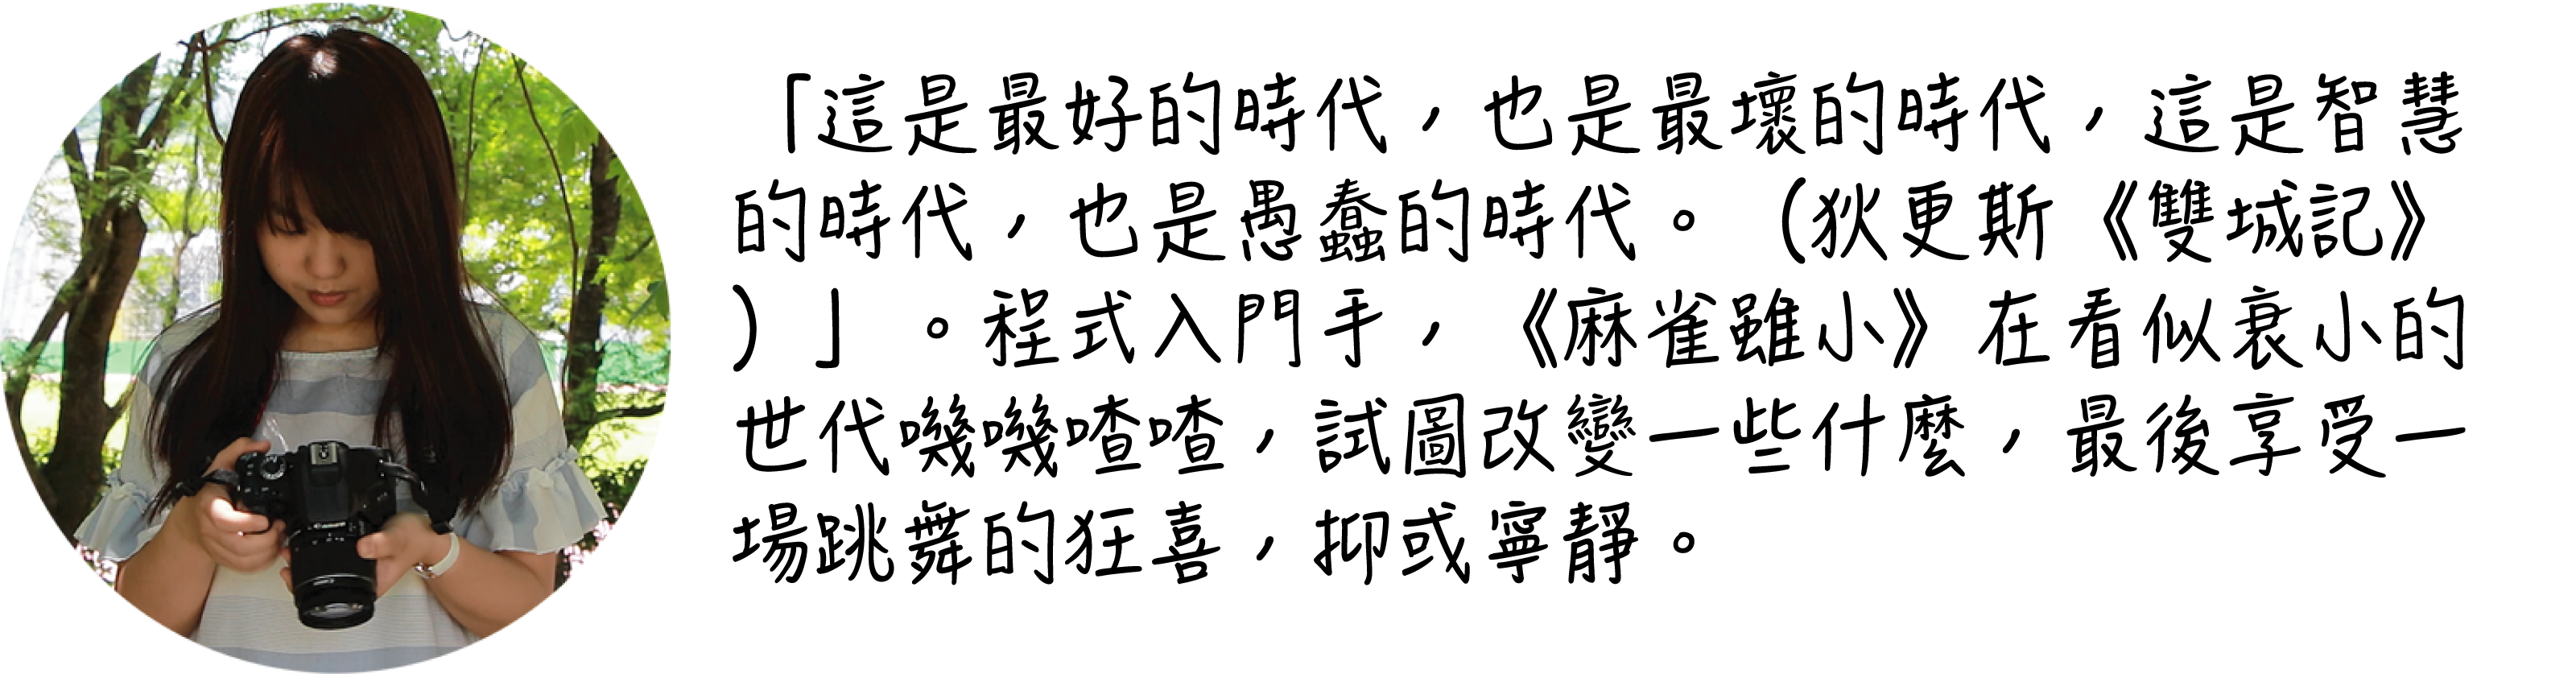 「這是最好的時代，也是最壞的時代，這是智慧
的時代，也是愚蠢的時代。（狄更斯《雙城記》
）」。程式入門手，《麻雀雖小》在看似衰小的
世代嘰嘰喳喳，試圖改變一些什麼，最後享受一
場跳舞的狂喜，抑或寧靜。
Canon